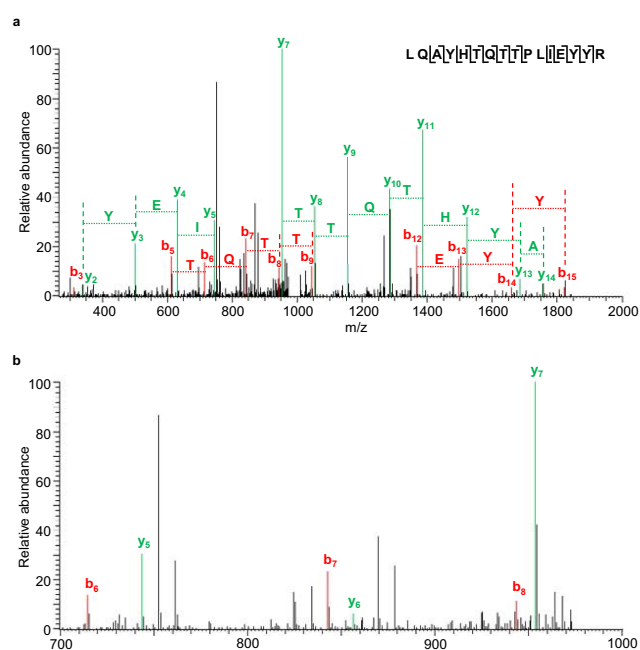 a
LQAYHTQTTPLIEYYR
Relative abundance
100
80
60
40
20
0
y7
y11
y9
y10
T
y4
y8
Y
E
I
y5
T
Q
T
H
y12
Y
A
Y
y3
b3
y2
b5
T
b6
Q
b7
T
b8
T
b9
b12
E
b13
Y
b14
y13
y14
b15
400
600
800
1000
1200
1400
1600
1800
2000
m/z
b
Relative abundance
100
80
60
40
20
0
y7
y5
b6
b7
y6
b8
700
800
900
1000